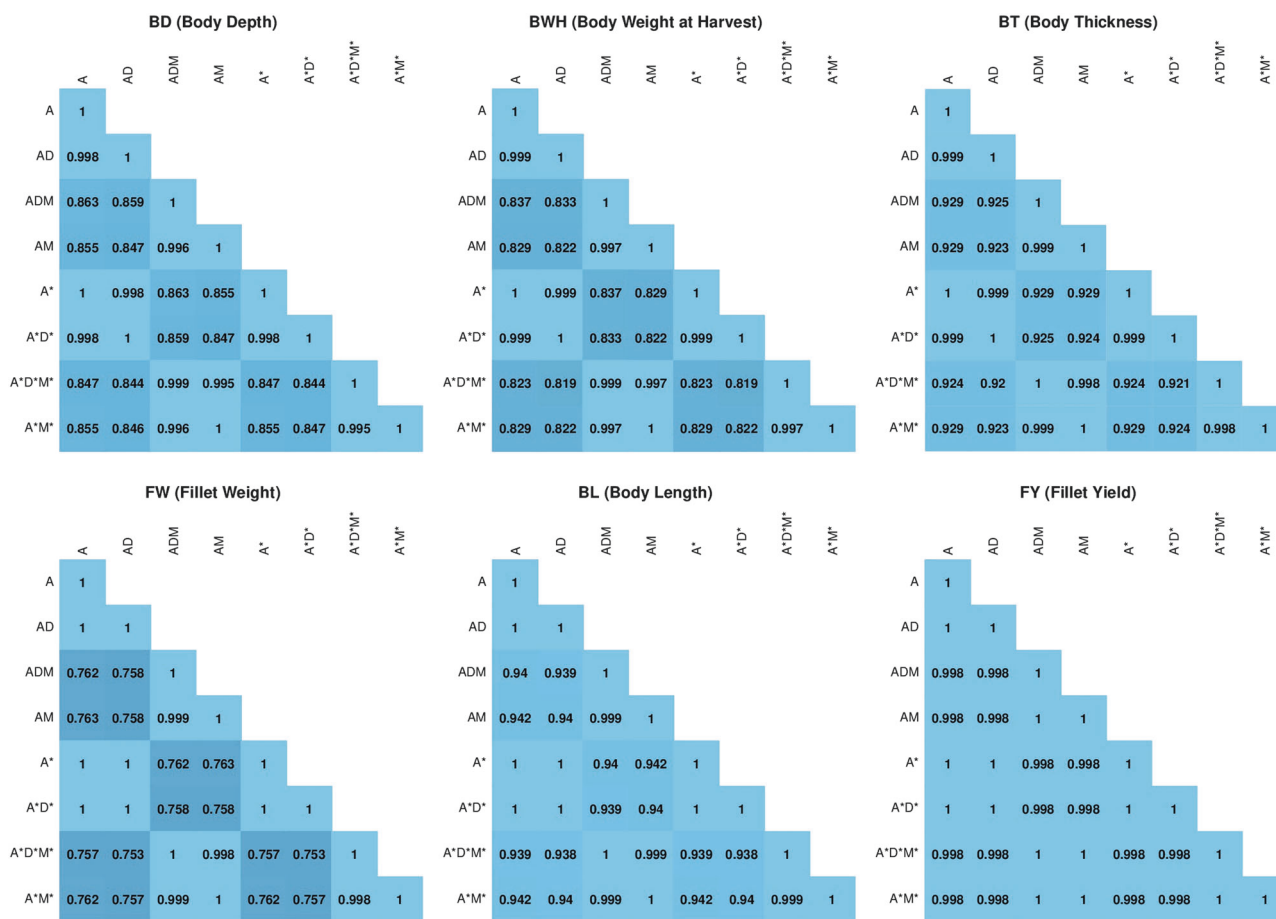 BD (Body Depth) BWH (Body Weight at Harvest) BT (Body Thickness)
A AD ADM AM A* A*D* A*D*M* A*M* A AD ADM AM A* A*D* A*D*M* A*M* A AD ADM AM A* A*D* A*D*M* A*M*
A 1 A 1 A 1
AD 0.998 1 AD 0.999 1 AD 0.999 1
ADM 0.863 0.859 1 ADM 0.837 0.833 1 ADM 0.929 0.925 1
AM 0.855 0.847 0.996 1 AM 0.829 0.822 0.997 1 AM 0.929 0.923 0.999 1
A* 1 0.998 0.863 0.855 1 A* 1 0.999 0.837 0.829 1 A* 1 0.999 0.929 0.929 1
A*D* 0.998 1 0.859 0.847 0.998 1 A*D* 0.999 1 0.833 0.822 0.999 1 A*D* 0.999 1 0.925 0.924 0.999 1
A*D*M* 0.847 0.844 0.999 0.995 0.847 0.844 1 A*D*M* 0.823 0.819 0.999 0.997 0.823 0.819 1 A*D*M* 0.924 0.92 1 0.998 0.924 0.921 1
A*M* 0.855 0.846 0.996 1 0.855 0.847 0.995 1 A*M* 0.829 0.822 0.997 1 0.829 0.822 0.997 1 A*M* 0.929 0.923 0.999 1 0.929 0.924 0.998 1
FW (Fillet Weight) BL (Body Length) FY (Fillet Yield)
A AD ADM AM A* A*D* A*D*M* A*M* A AD ADM AM A* A*D* A*D*M* A*M* A AD ADM AM A* A*D* A*D*M* A*M*
A 1 A 1 A 1
AD 1 1 AD 1 1 AD 1 1
ADM 0.762 0.758 1 ADM 0.94 0.939 1 ADM 0.998 0.998 1
AM 0.763 0.758 0.999 1 AM 0.942 0.94 0.999 1 AM 0.998 0.998 1 1
A* 1 1 0.762 0.763 1 A* 1 1 0.94 0.942 1 A* 1 1 0.998 0.998 1
A*D* 1 1 0.758 0.758 1 1 A*D* 1 1 0.939 0.94 1 1 A*D* 1 1 0.998 0.998 1 1
A*D*M* 0.757 0.753 1 0.998 0.757 0.753 1 A*D*M* 0.939 0.938 1 0.999 0.939 0.938 1 A*D*M* 0.998 0.998 1 1 0.998 0.998 1
A*M* 0.762 0.757 0.999 1 0.762 0.757 0.998 1 A*M* 0.942 0.94 0.999 1 0.942 0.94 0.999 1 A*M* 0.998 0.998 1 1 0.998 0.998 1 1